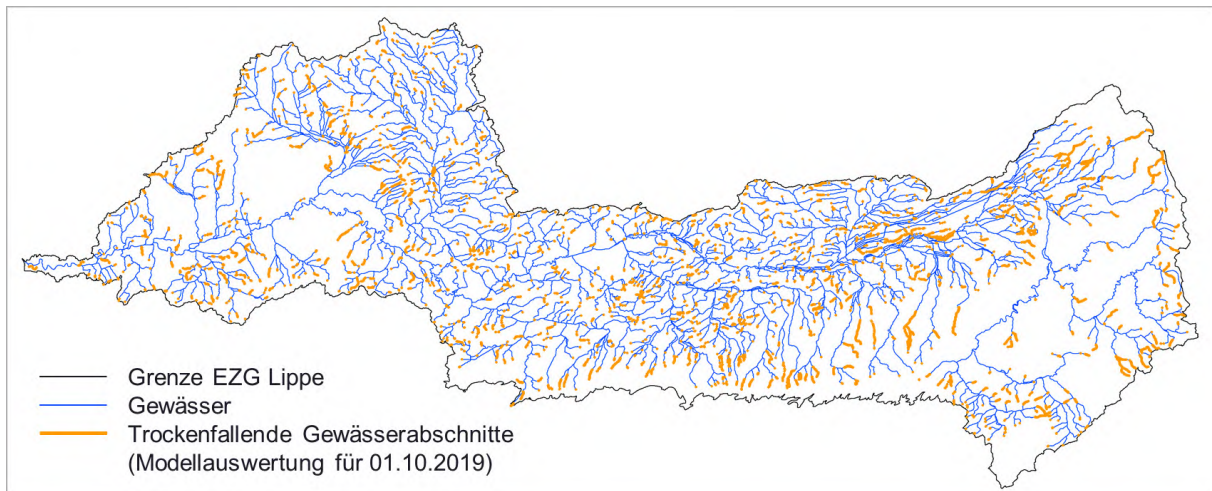 Grenze EZG Lippe
Gewässer
Trockenfallende Gewässerabschnitte
(Modellauswertung für 01.10.2019)